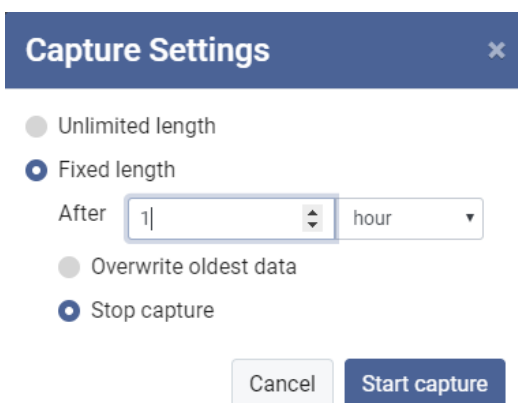 Capture Settings ×
Unlimited length
Fixed length
After 1 hour
Overwrite oldest data
Stop capture
Cancel Start capture